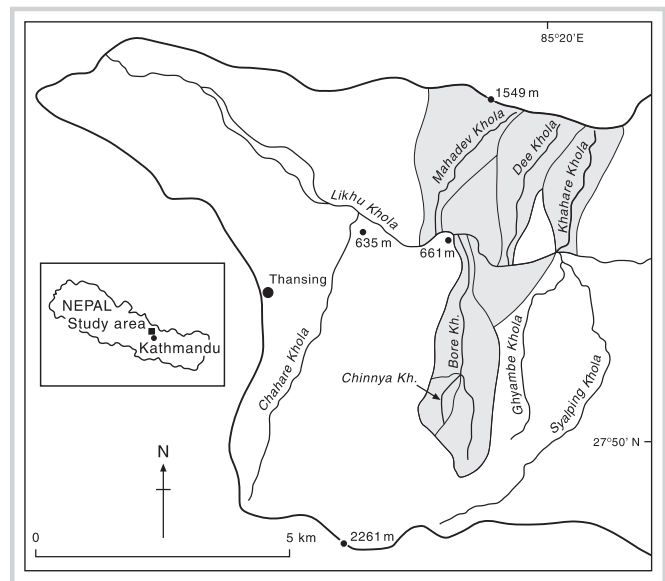 85°20'E
1549 m
Mahadev Khola
Dee Khola
Khahare Khola
Likhu Khola
635 m
661 m
Thansing
NEPAL
Study area
Kathmandu
Chahare Khola
Bore Kh.
Chinnya Kh.
Ghyambe Khola
Syalping Khola
27°50' N
N
0
5 km
2261 m